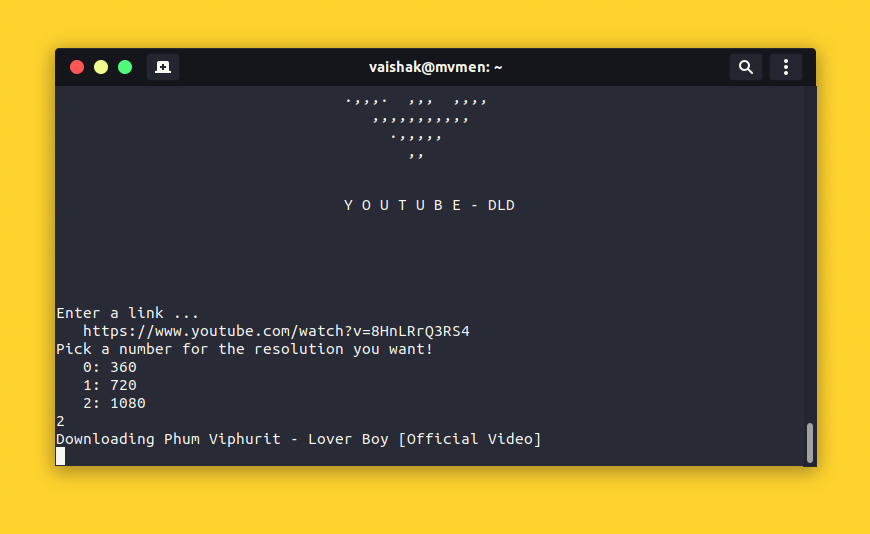 vaishak@mvmen: ~
.,,,. ,,, ,,,,
,,,,,,,,,,,
.,,,,,
,,
Y O U T U B E - DLD
Enter a link ...
https://www.youtube.com/watch?v=8HnLRrQ3RS4
Pick a number for the resolution you want!
0: 360
1: 720
2: 1080
2
Downloading Phum Viphurit - Lover Boy [Official Video]